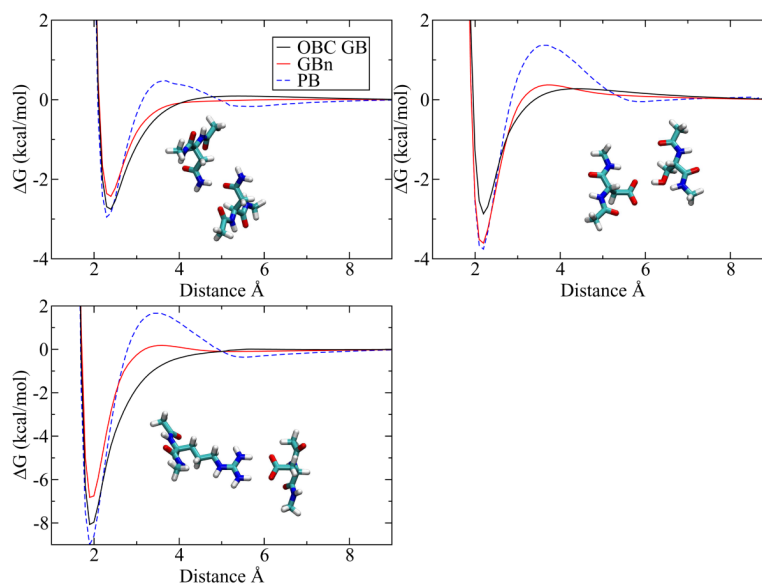 2
0
-2
-4
ΔG (kcal/mol)
OBC GB
GBn
PB
2
4
6
8
Distance Å
2
0
-2
-4
ΔG (kcal/mol)
2
4
6
8
Distance Å
2
0
-2
-4
-6
-8
ΔG (kcal/mol)
2
4
6
8
Distance Å